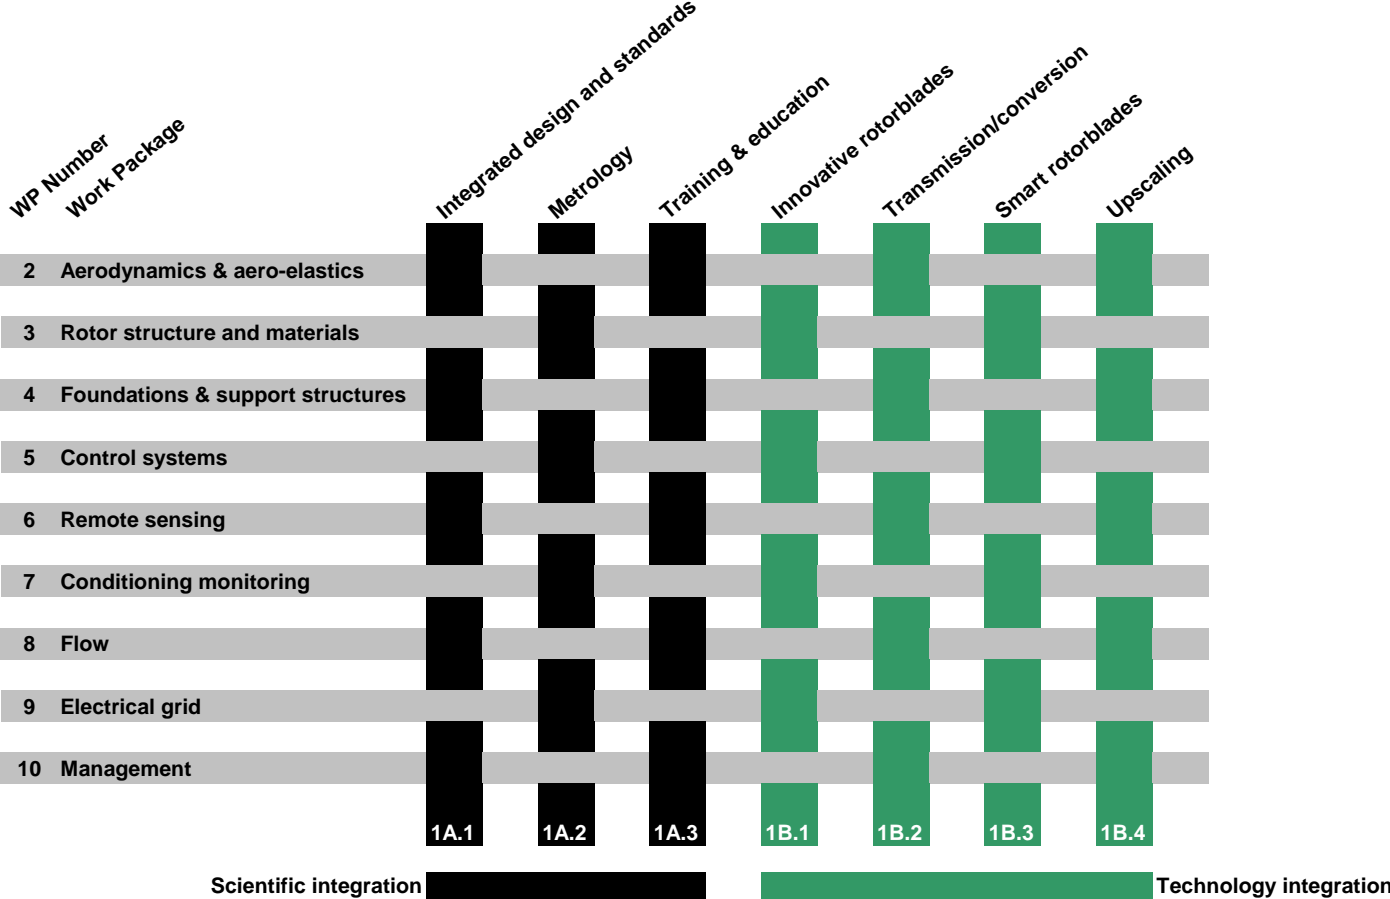 WP Number
Work Package
Integrated design and standards
Metrology
Training & education
Innovative rotorblades
Transmission/conversion
Smart rotorblades
Upscaling
2 Aerodynamics & aero-elastics
3 Rotor structure and materials
4 Foundations & support structures
5 Control systems
6 Remote sensing
7 Conditioning monitoring
8 Flow
9 Electrical grid
10 Management
1A.1 1A.2 1A.3 1B.1 1B.2 1B.3 1B.4
Scientific integration
Technology integration